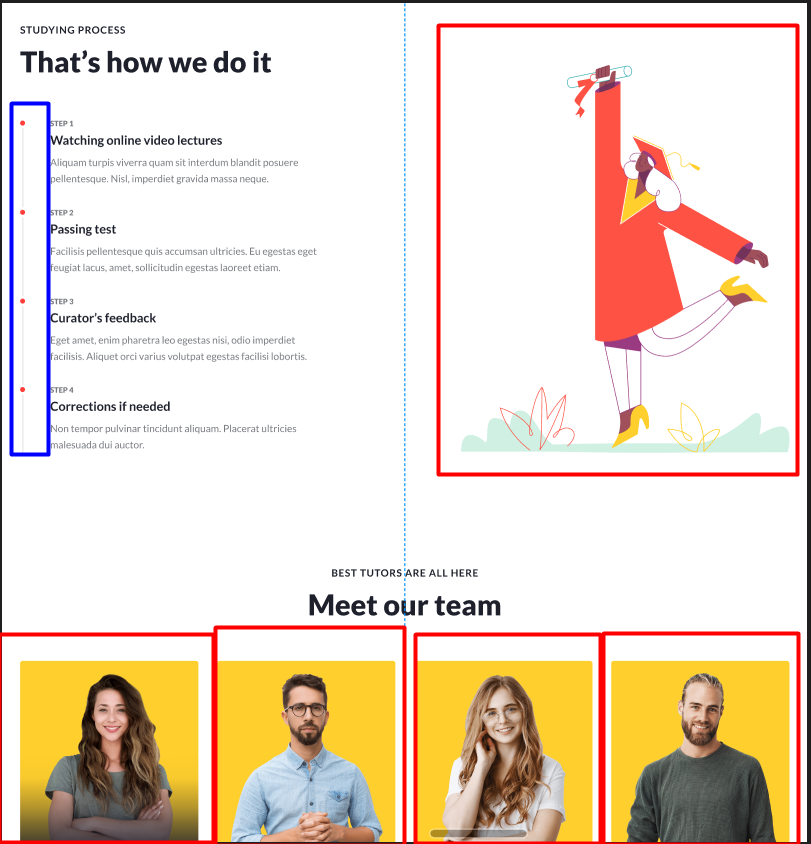 STUDYING PROCESS
That's how we do it
STEP 1
Watching online video lectures
Aliquam turpis viverra quam sit interdum blandit posuere
pellentesque. Nisl, imperdiet gravida massa neque.
STEP 2
Passing test
Facilisis pellentesque quis accumsan ultricies. Eu egestas eget
feugiat lacus, amet, sollicitudin egestas laoreet etiam.
STEP 3
Curator's feedback
Eget amet, enim pharetra leo egestas nisi, odio imperdiet
facilisis. Aliquet orci varius volutpat egestas facilisi lobortis.
STEP 4
Corrections if needed
Non tempor pulvinar tincidunt aliquam. Placerat ultricies
malesuada dui auctor.
BEST TUTORS ARE ALL HERE
Meet our team